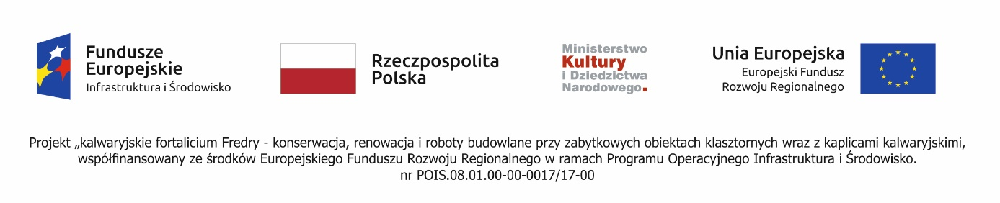 Fundusze
Europejskie
Infrastruktura i Środowisko
Rzeczpospolita
Polska
Ministerstwo
Kultury
i Dziedzictwa
Narodowego.
Unia Europejska
Europejski Fundusz
Rozwoju Regionalnego
Projekt „kalwaryjskie fortalicium Fredry - konserwacja, renowacja i roboty budowlane przy zabytkowych obiektach klasztornych wraz z kaplicami kalwaryjskimi,
współfinansowany ze środków Europejskiego Funduszu Rozwoju Regionalnego w ramach Programu Operacyjnego Infrastruktura i Środowisko.
nr POIS.08.01.00-00-0017/17-00